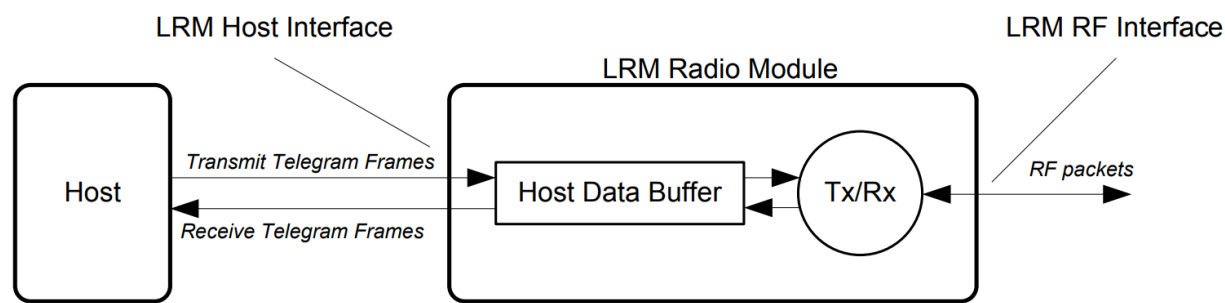 LRM Host Interface
LRM RF Interface
LRM Radio Module
Transmit Telegram Frames
RF packets
Host
Host Data Buffer
Tx/Rx
Receive Telegram Frames